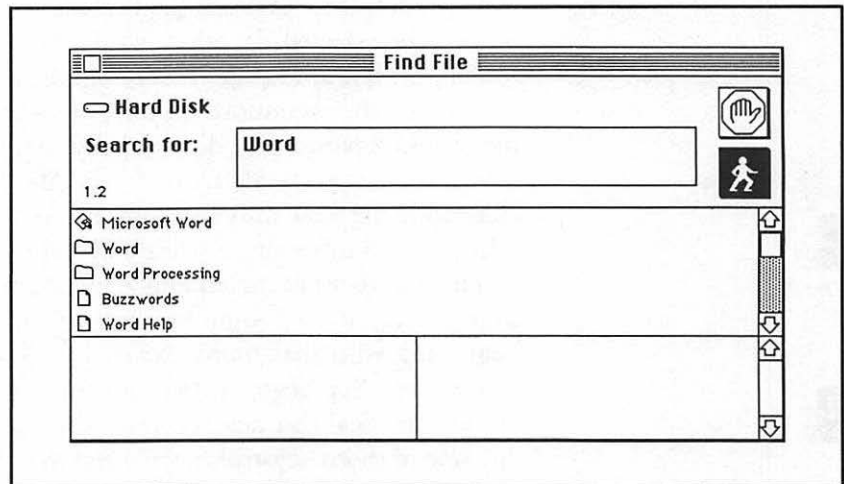 Find File
Hard Disk
Search for: Word
1.2
Microsoft Word
Word
Word Processing
Buzzwords
Word Help